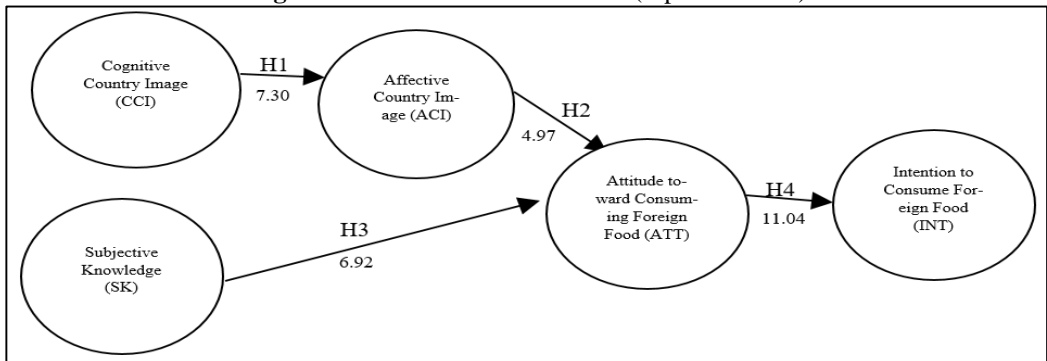 Cognitive
Country Image
(CCI)
H1
7.30
Affective
Country Im-
age (ACI)
H2
4.97
Attitude to-
ward Consum-
ing Foreign
Food (ATT)
H4
11.04
Intention to
Consume For-
eign Food
(INT)
H3
6.92
Subjective
Knowledge
(SK)